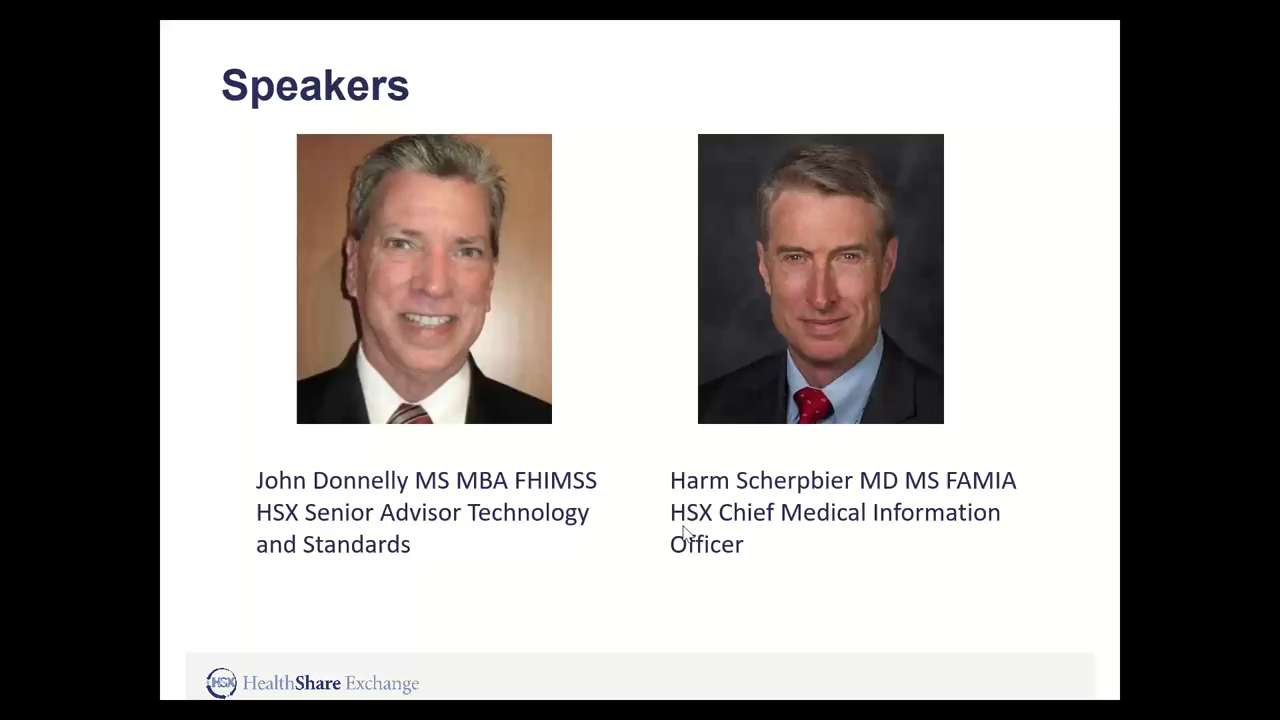 Speakers
John Donnelly MS MBA FHIMSS
HSX Senior Advisor Technology
and Standards
Harm Scherpbier MD MS FAMIA
HSX Chief Medical Information
Officer
HSX HealthShare Exchange